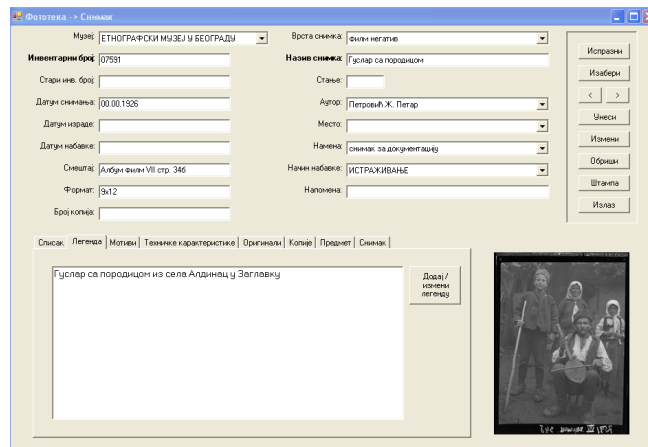 Фототека -> Снимак
Музеј: ЕТНОГРАФСКИ МУЗЕЈ У БЕОГРАДУ
Врста снимка: филм негатив
Инвентарни број: 07591
Назив снимка: Гуслар са породицом
Стари инв. број:
Стање:
Датум снимања: 00.00.1926
Аутор: Петровић Ж. Петар
Датум израде:
Место:
Датум набавке:
Намена: снимак за документацију
Смештај: Албум филм VII стр. 34б
Начин набавке: ИСТРАЖИВАЊЕ
Формат: 9x12
Напомена:
Број копија:
Испразни
Изабери
< >
Унеси
Измени
Обриши
Штампа
Излаз
Списак Легенда Мотиви Техничке карактеристике Оригинали Копије Предмет Снимак
Гуслар са породицом из села Алдинац у Заглавку
Додај /
измени
легенду